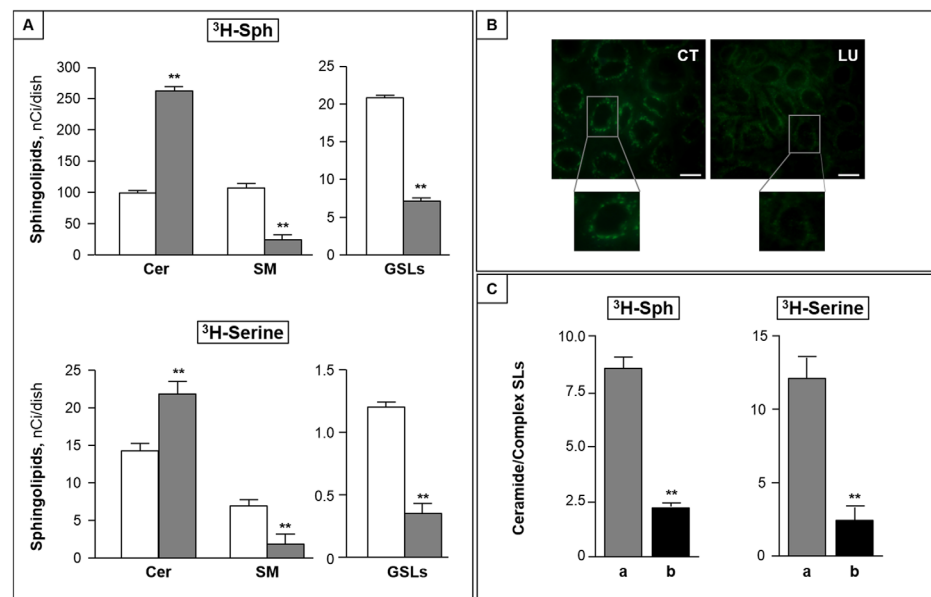 A
³H-Sph
Sphingolipids, nCi/dish
300
250
200
150
100
50
0
**
**
Cer
SM
25
20
15
10
5
0
**
GSLs
³H-Serine
Sphingolipids, nCi/dish
25
20
15
10
5
0
**
**
Cer
SM
1.5
1.
0.5
0
**
GSLs
B
CT
LU
C
³H-Sph
Ceramide/Complex SLs
10.0
7.5
5.0
2.5
0
**
a
b
³H-Serine
15
10
5
0
**
a
b